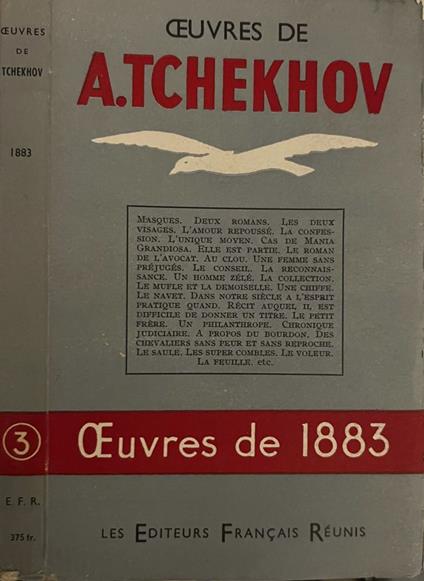 ŒUVRES
DE
TCHEKHOV
1883
3
E. F. R.
375 fr.
ŒUVRES DE
A.TCHEKHOV
Masques. Deux romans. Les deux
visages. L'amour repoussé. La confes-
sion. L'unique moyen. Cas de Mania
Grandiosa. Elle est partie. Le roman
de l'avocat. Au clou. Une femme sans
préjugés. Le conseil. La reconnais-
sance. Un homme zélé. La collection.
Le mufle et la demoiselle. Une chiffe.
Le navet. Dans notre siècle a l'esprit
pratique quand. Récit auquel il est
difficile de donner un titre. Le petit
frère. Un philanthrope. Chronique
judiciaire. A propos du bourdon. Des
chevaliers sans peur et sans reproche.
Le saule. Les super combles. Le voleur.
La feuille. etc.
Œuvres de 1883
Les Editeurs Français Réunis